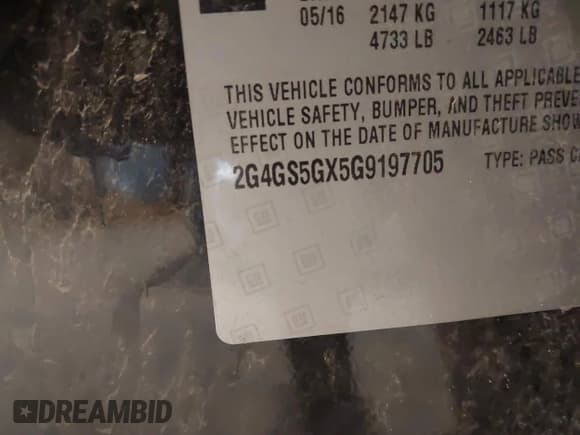 05/16 2147 KG 1117 KG
4733 LB 2463 LB
THIS VEHICLE CONFORMS TO ALL APPLICABLE
VEHICLE SAFETY, BUMPER, AND THEFT PREVE
EFFECT ON THE DATE OF MANUFACTURE SHOW
2G4GS5GX5G9197705 TYPE: PASS C
DREAMBID